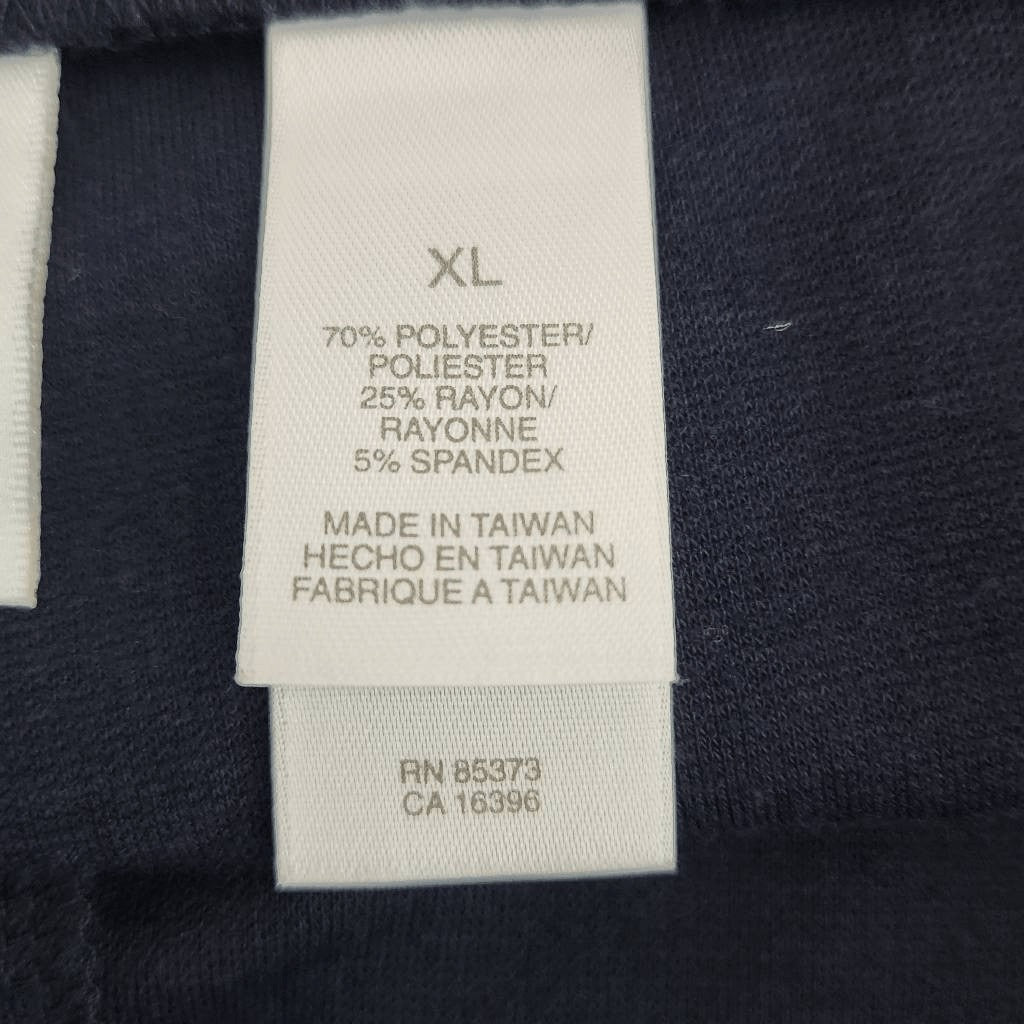 XL
70% POLYESTER/
POLIESTER
25% RAYON/
RAYONNE
5% SPANDEX
MADE IN TAIWAN
HECHO EN TAIWAN
FABRIQUE A TAIWAN
RN 85373
CA 16396